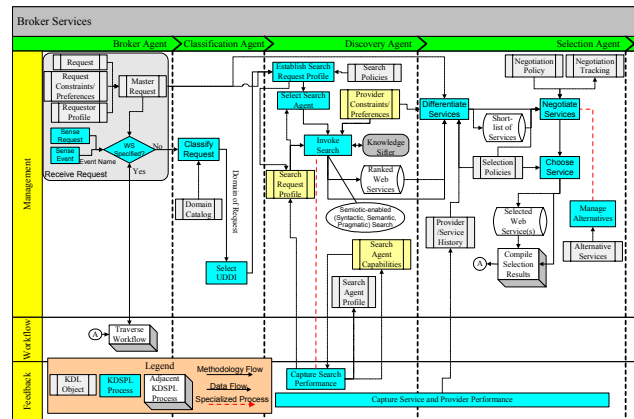 Broker Services
Broker Agent
Classification Agent
Discovery Agent
Selection Agent
Management
Workflow
Feedback
Request
Request
Constraints/
Preferences
Requestor Profile
Master
Request
Sense
Request
Sense
Event
Event Name
WS
Specified?
No
Yes
Receive Request
Classify
Request
Domain
Catalog
Domain of Request
Select
UDDI
Establish Search
Request Profile
Search
Policies
Select Search
Agent
Provider
Constraints/
Preferences
Invoke
Search
Knowledge
Sifter
Search
Request
Profile
Ranked
Web
Services
Semiotic-enabled
(Syntactic, Semantic,
Pragmatic) Search
Search
Agent
Capabilities
Search
Agent
Profile
Differentiate
Services
Provider
/Service
History
Negotiation
Policy
Negotiation
Tracking
Negotiate
Services
Short-
list of
Services
Selection
Policies
Choose
Service
Selected
Web
Service(s)
Manage
Alternatives
Alternative
Services
A
Compile
Selection
Results
A
Traverse
Workflow
Capture Search
Performance
Capture Service and Provider Performance
Legend
KDL
Object
KDSPL
Process
Adjacent
KDSPL
Process
Methodology Flow
Data Flow
Specialized Process